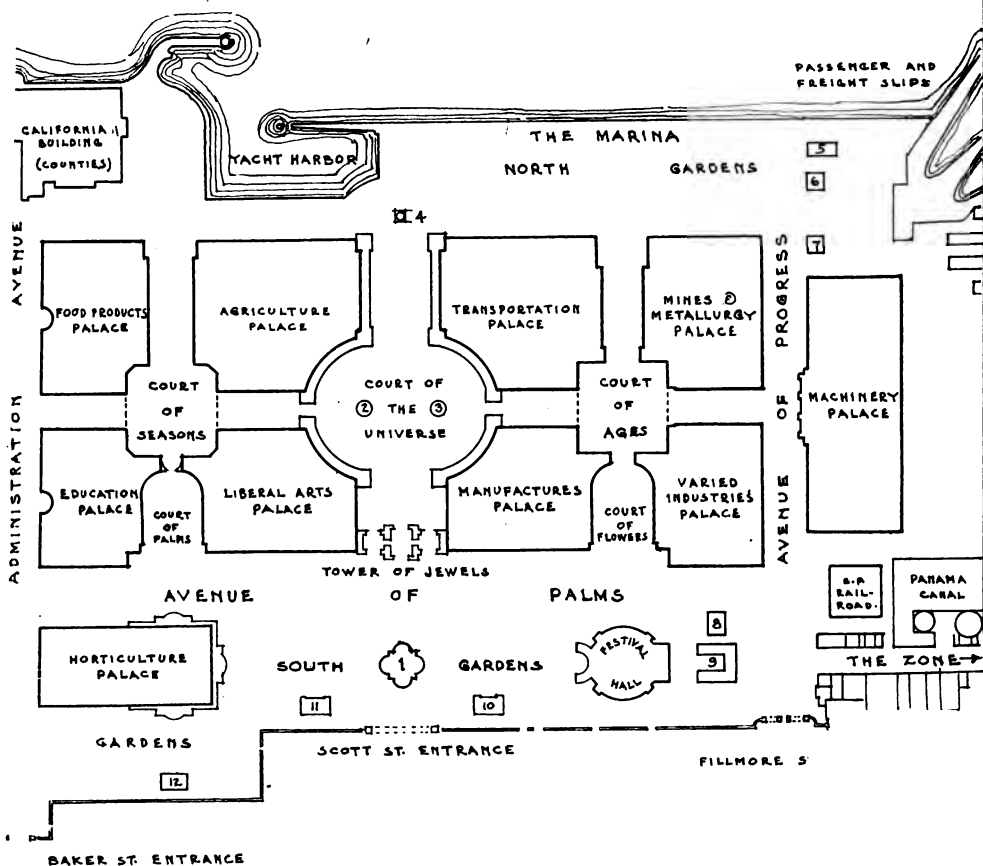 PASSENGER AND
FREIGHT SLIPS
CALIFORNIA
BUILDING
(COUNTIES)
YACHT HARBOR
THE MARINA
NORTH GARDENS
5
6
4
7
AVENUE
ADMINISTRATION
FOOD PRODUCTS
PALACE
AGRICULTURE
PALACE
TRANSPORTATION
PALACE
MINES &
METALLURGY
PALACE
AVENUE OF PROGRESS
MACHINERY
PALACE
COURT
OF
SEASONS
COURT OF
2 THE 3
UNIVERSE
COURT
OF
AGES
EDUCATION
PALACE
COURT
OF
PALMS
LIBERAL ARTS
PALACE
MANUFACTURES
PALACE
COURT
OF
FLOWERS
VARIED
INDUSTRIES
PALACE
TOWER OF JEWELS
AVENUE OF PALMS
RAIL-
ROAD.
PANAMA
CANAL
HORTICULTURE
PALACE
SOUTH GARDENS
1
FESTIVAL
HALL
8
9
THE ZONE
11
10
GARDENS
SCOTT ST. ENTRANCE
FILLMORE S
12
BAKER ST. ENTRANCE